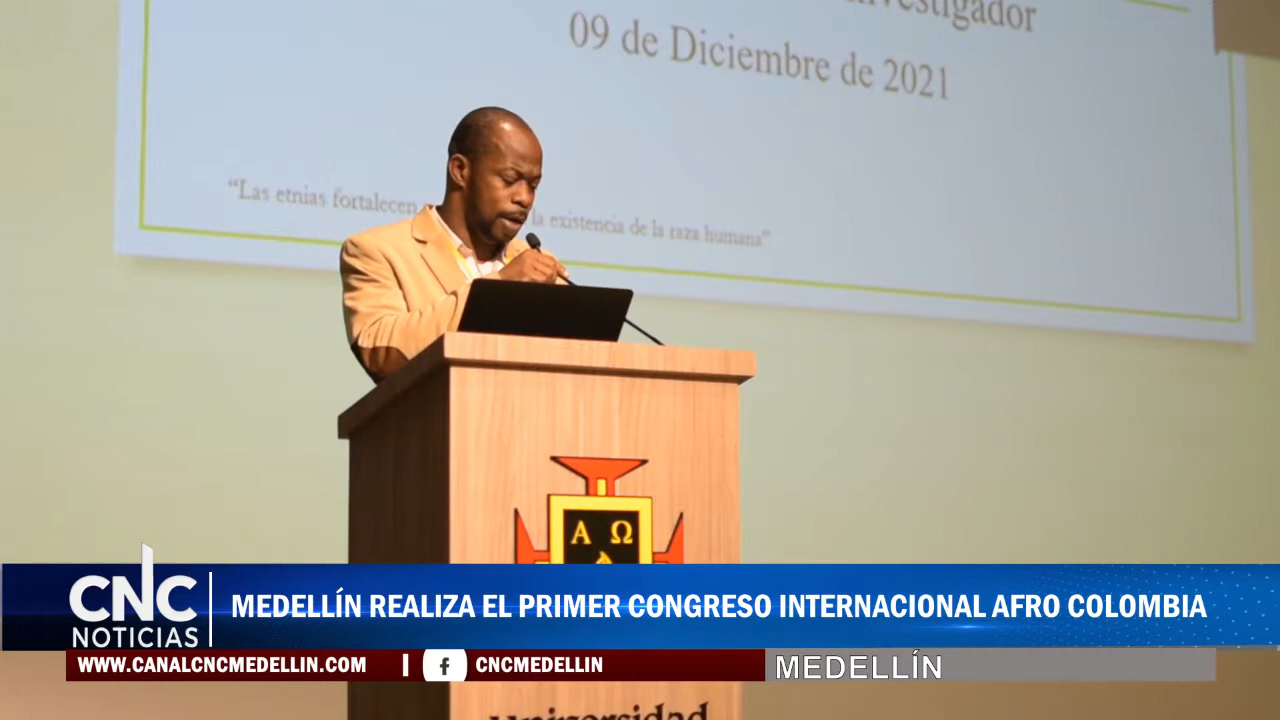 09 de Diciembre de 2021
“Las etnias fortalecen la existencia de la raza humana”
Α Ω
CNC
NOTICIAS
MEDELLÍN REALIZA EL PRIMER CONGRESO INTERNACIONAL AFRO COLOMBIA
WWW.CANALCNCMEDELLIN.COM | f CNCMEDELLIN
MEDELLÍN
Universidad